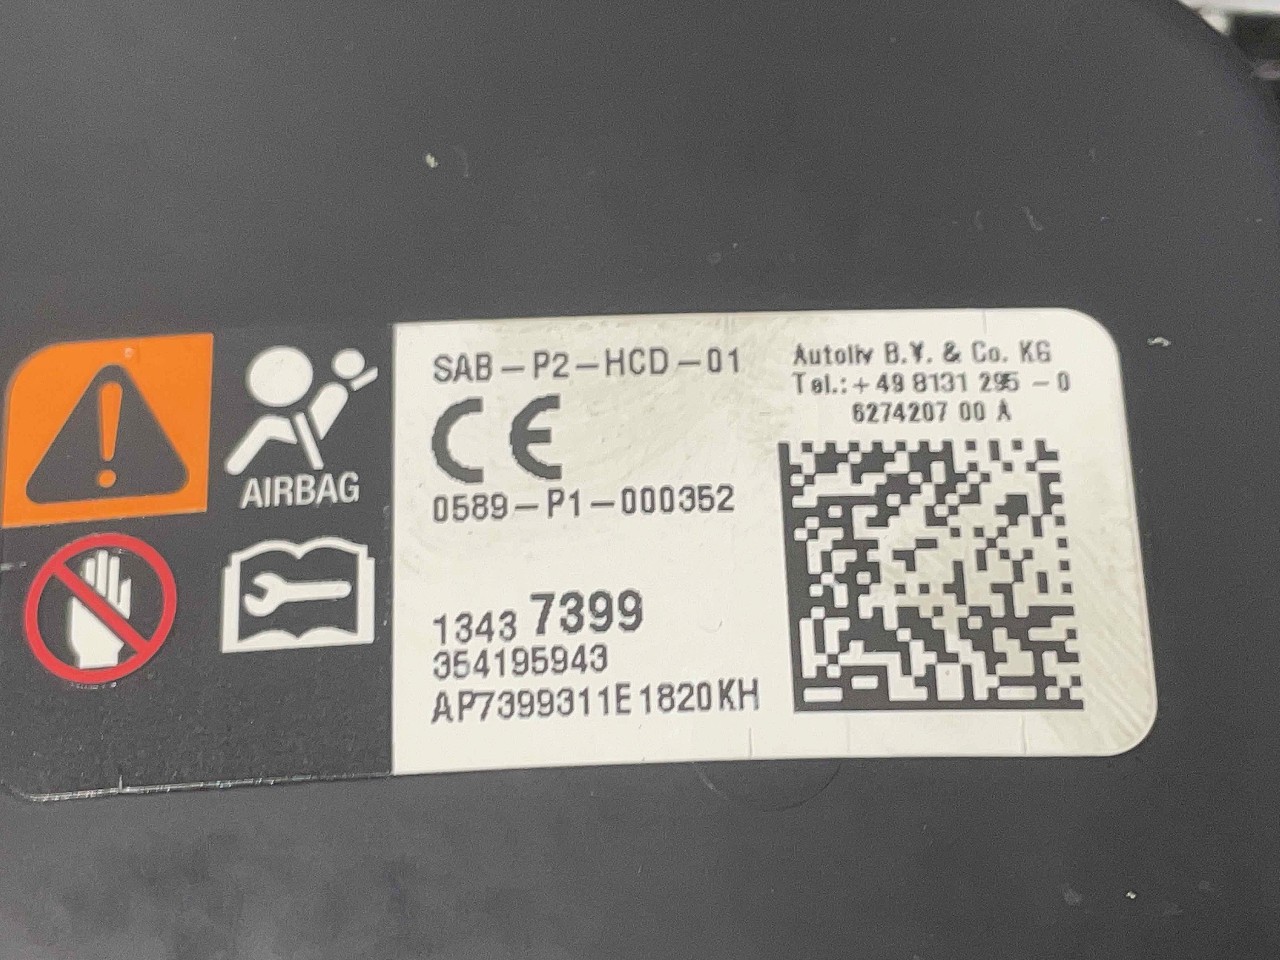 AIRBAG
SAB-P2-HCD-01
CE
0589-P1-000352
1343 7399
354195943
AP7399311E1820KH
Autoliv B.V. & Co. KG
Tel.: +49 8131 295-0
6274207 00 A